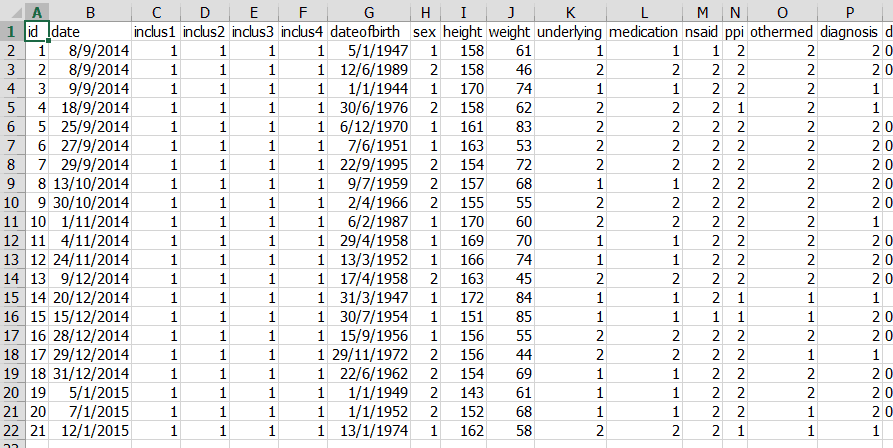 A B C D E F G H I J K L M N O P
1 id date inclus1 inclus2 inclus3 inclus4 dateofbirth sex height weight underlying medication nsaid ppi othermed diagnosis d
2 1 8/9/2014 1 1 1 1 5/1/1947 1 158 61 1 1 1 2 2 2 0
3 2 8/9/2014 1 1 1 1 12/6/1989 2 158 46 2 2 2 2 2 2 0
4 3 9/9/2014 1 1 1 1 1/1/1944 1 170 74 1 1 2 2 2 1
5 4 18/9/2014 1 1 1 1 30/6/1976 2 158 62 2 2 2 1 2 1
6 5 25/9/2014 1 1 1 1 6/12/1970 1 161 83 2 2 2 2 2 2 0
7 6 27/9/2014 1 1 1 1 7/6/1951 1 163 53 2 2 2 2 2 2 0
8 7 29/9/2014 1 1 1 1 22/9/1995 2 154 72 2 2 2 2 2 2 0
9 8 13/10/2014 1 1 1 1 9/7/1959 2 157 68 1 1 2 2 2 2 0
10 9 30/10/2014 1 1 1 1 2/4/1966 2 155 55 2 2 2 2 2 2 0
11 10 1/11/2014 1 1 1 1 6/2/1987 1 170 60 2 2 2 2 2 1
12 11 4/11/2014 1 1 1 1 29/4/1958 1 169 70 1 1 2 2 2 2 0
13 12 24/11/2014 1 1 1 1 13/3/1952 1 166 74 1 1 2 2 2 2 0
14 13 9/12/2014 1 1 1 1 17/4/1958 2 163 45 2 2 2 2 2 2 0
15 14 20/12/2014 1 1 1 1 31/3/1947 1 172 84 1 1 2 1 1 1
16 15 15/12/2014 1 1 1 1 30/7/1954 1 151 85 1 1 1 1 1 2 0
17 16 28/12/2014 1 1 1 1 15/9/1956 1 156 55 2 2 2 2 2 2 0
18 17 29/12/2014 1 1 1 1 29/11/1972 2 156 44 2 2 2 2 1 1
19 18 31/12/2014 1 1 1 1 22/6/1962 2 154 69 1 1 2 2 1 2 0
20 19 5/1/2015 1 1 1 1 1/1/1949 2 143 61 1 1 2 2 2 2 0
21 20 7/1/2015 1 1 1 1 1/1/1952 2 152 68 1 1 2 2 1 2 0
22 21 12/1/2015 1 1 1 1 13/1/1974 1 162 58 2 2 2 1 1 1